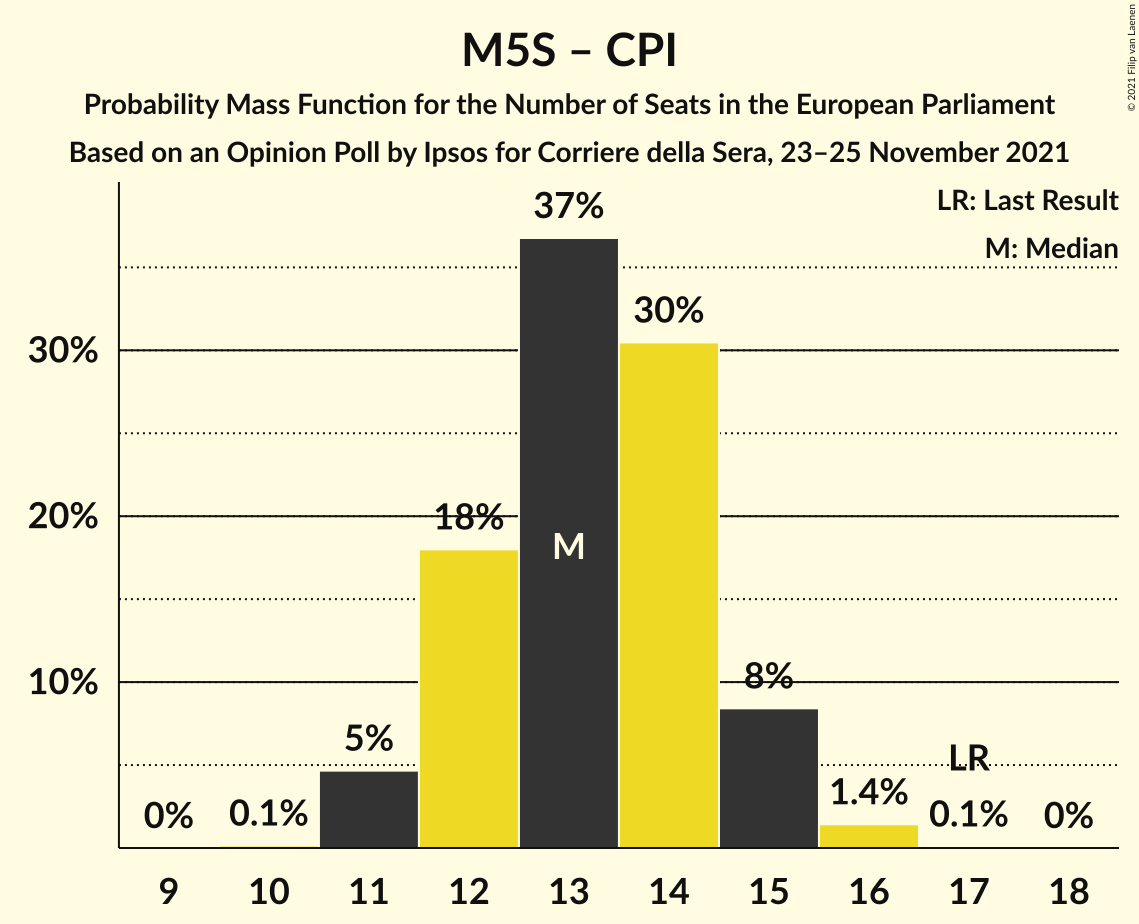 M5S – CPI
Probability Mass Function for the Number of Seats in the European Parliament
Based on an Opinion Poll by Ipsos for Corriere della Sera, 23–25 November 2021
© 2021 Filip van Laenen
LR: Last Result
M: Median
37%
30%
30%
20%
18%
M
10%
8%
5%
LR
1.4%
0%
0.1%
0.1%
0%
9 10 11 12 13 14 15 16 17 18